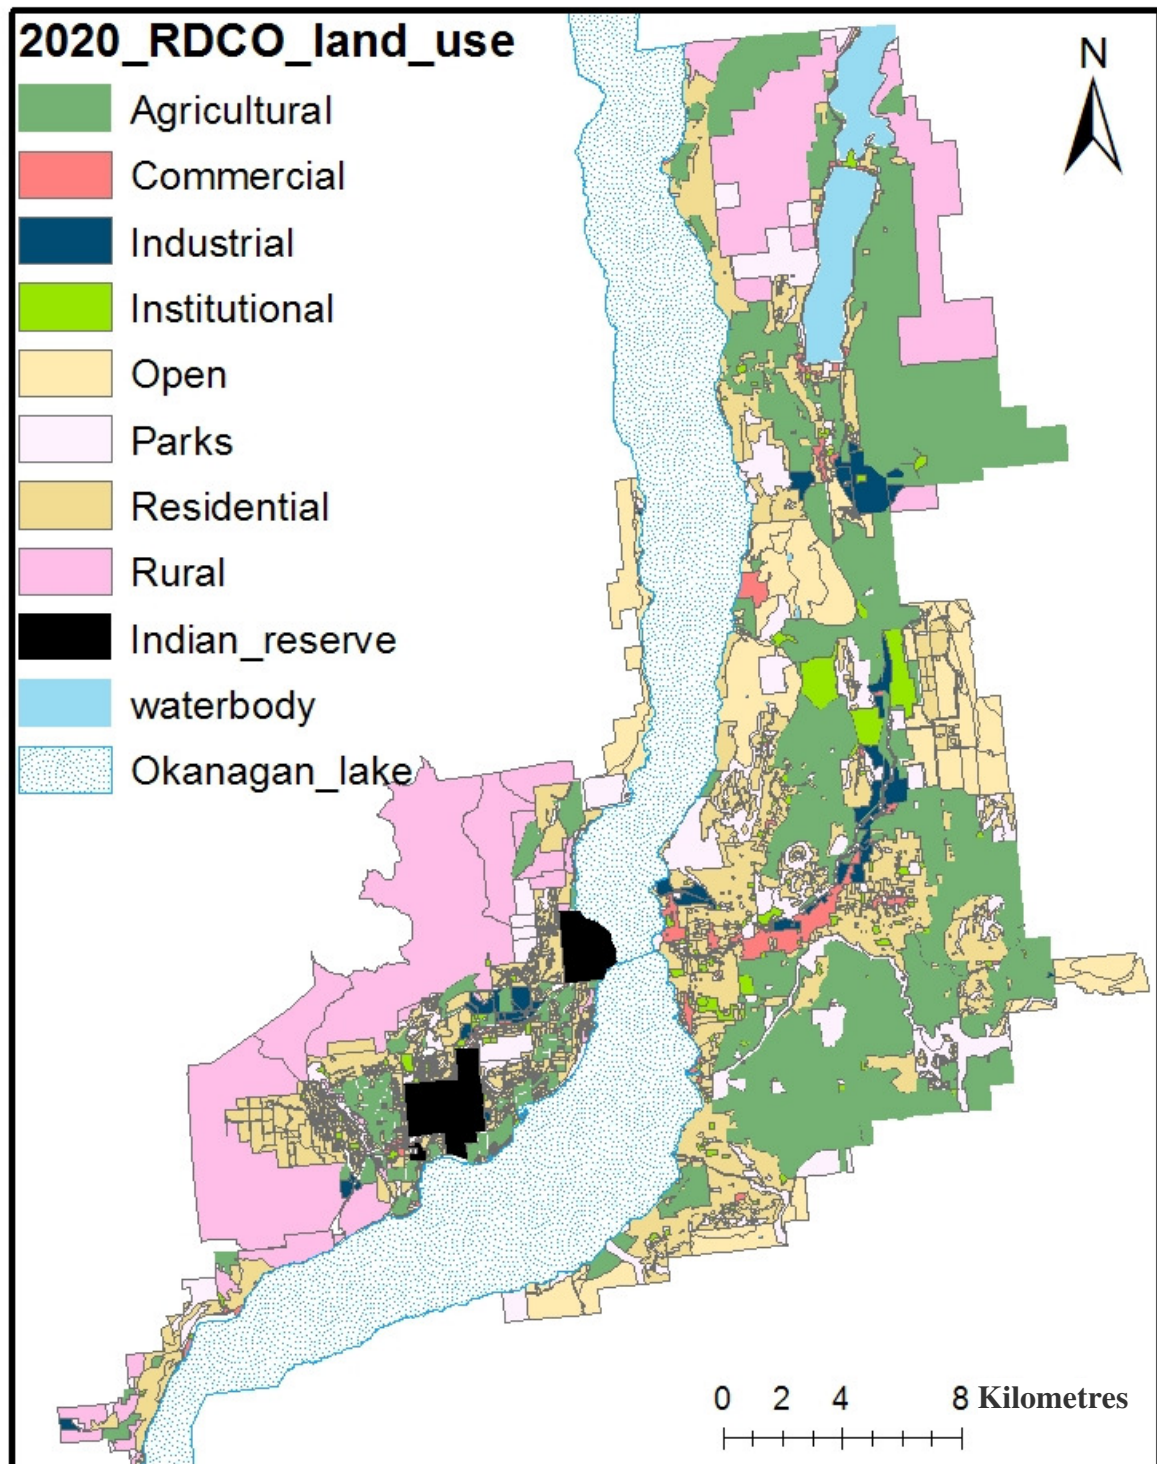 2020_RDCO_land_use
N
Agricultural
Commercial
Industrial
Institutional
Open
Parks
Residential
Rural
Indian_reserve
waterbody
Okanagan_lake
0 2 4 8 Kilometres